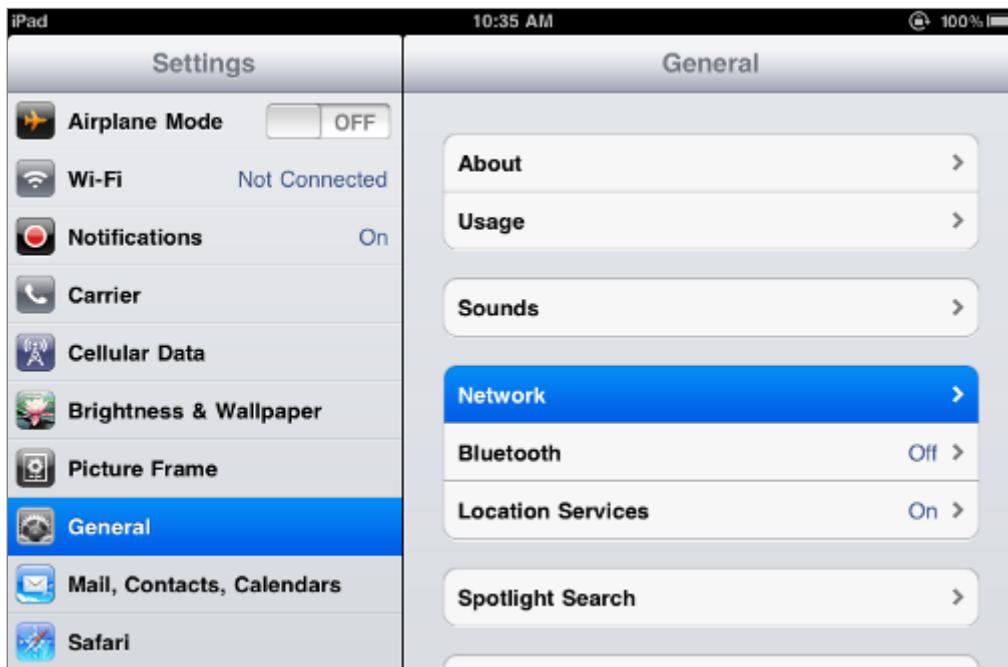 iPad 10:35 AM 100%
Settings
Airplane Mode OFF
Wi-Fi Not Connected
Notifications On
Carrier
Cellular Data
Brightness & Wallpaper
Picture Frame
General
Mail, Contacts, Calendars
Safari
General
About
Usage
Sounds
Network
Bluetooth Off
Location Services On
Spotlight Search